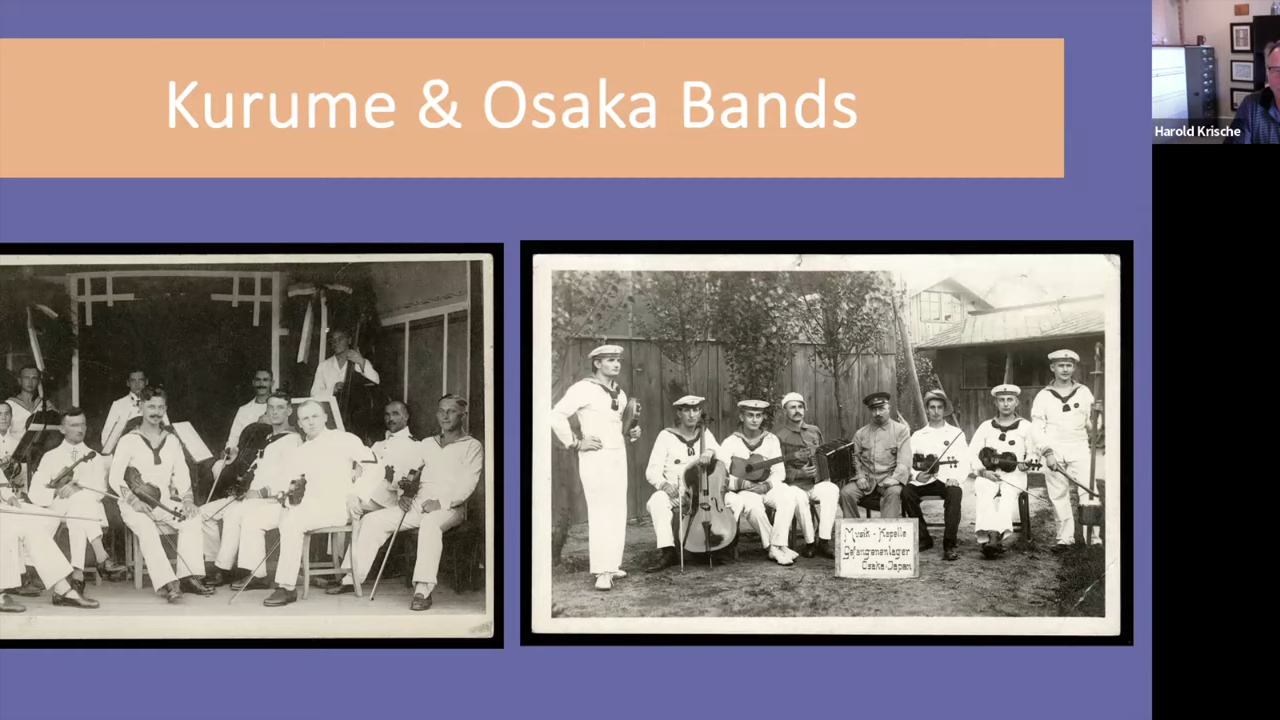 Kurume & Osaka Bands
Harold Krische
Musik-Kapelle
Gefangenenlager
Osaka-Japan